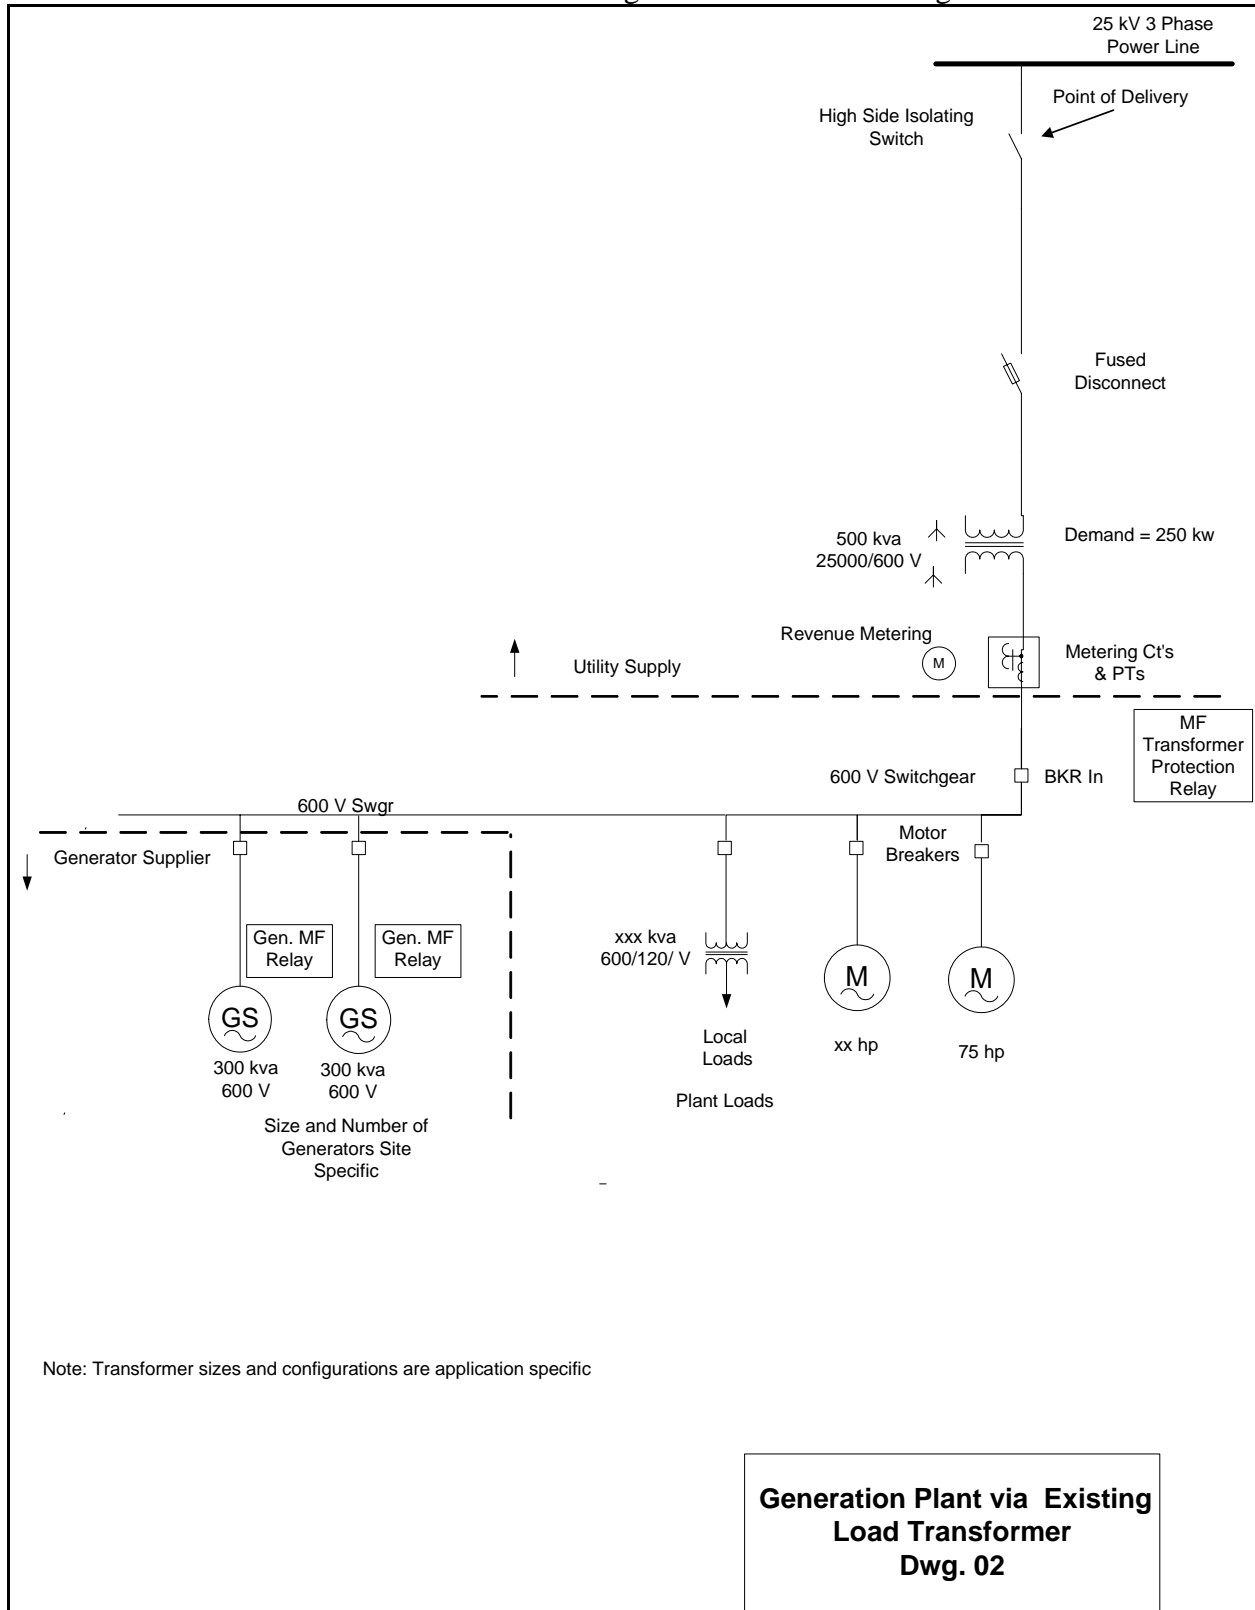 25 kV 3 Phase
Power Line
Point of Delivery
High Side Isolating
Switch
Fused
Disconnect
500 kva
25000/600 V
Demand = 250 kw
Revenue Metering
M
Metering Ct's
& PTs
Utility Supply
MF
Transformer
Protection
Relay
600 V Switchgear
BKR In
600 V Swgr
Motor
Breakers
Generator Supplier
Gen. MF
Relay
Gen. MF
Relay
xxx kva
600/120/ V
M
M
GS
GS
Local
Loads
xx hp
75 hp
300 kva
600 V
300 kva
600 V
Plant Loads
Size and Number of
Generators Site
Specific
Note: Transformer sizes and configurations are application specific
Generation Plant via  Existing
Load Transformer
Dwg. 02